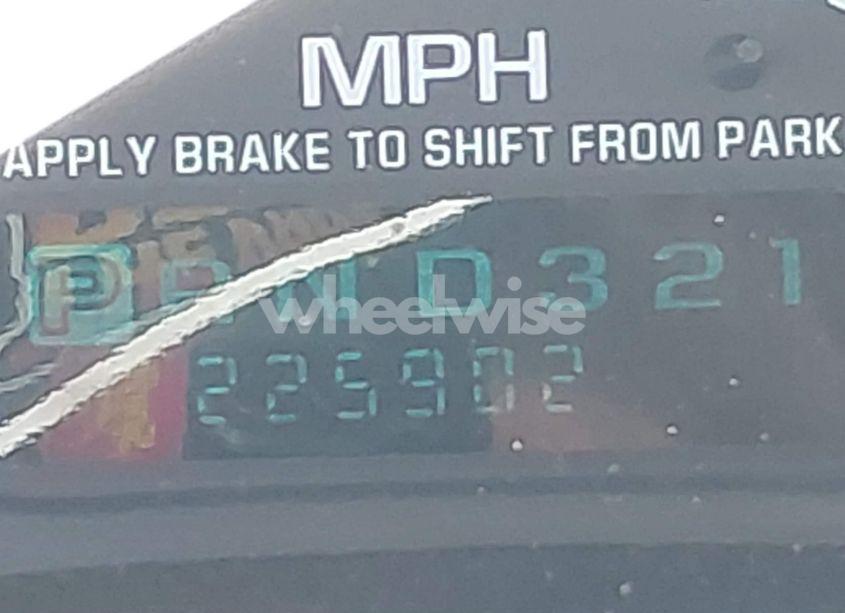 MPH
APPLY BRAKE TO SHIFT FROM PARK
P R N D 3 2 1
wheelwise
225902